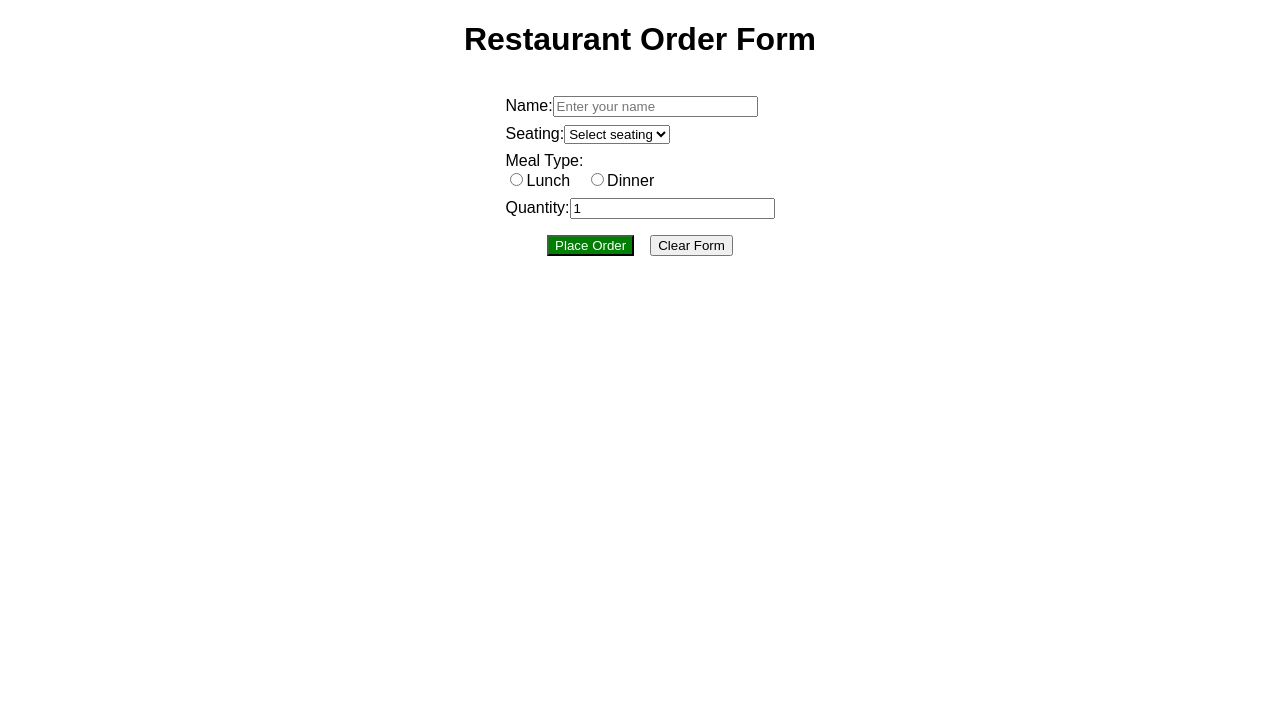 Restaurant Order Form
Name: Enter your name
Seating: Select seating
Meal Type:
Lunch Dinner
Quantity: 1
Place Order Clear Form